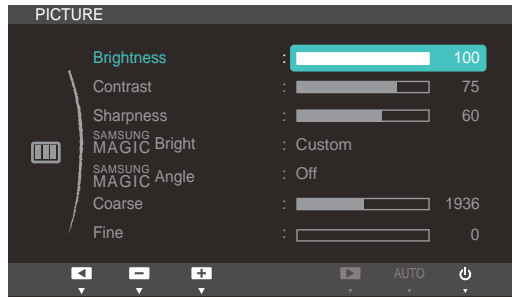 PICTURE
Brightness : 100
Contrast : 75
Sharpness : 60
SAMSUNG
MAGIC Bright : Custom
SAMSUNG
MAGIC Angle : Off
Coarse : 1936
Fine : 0
AUTO